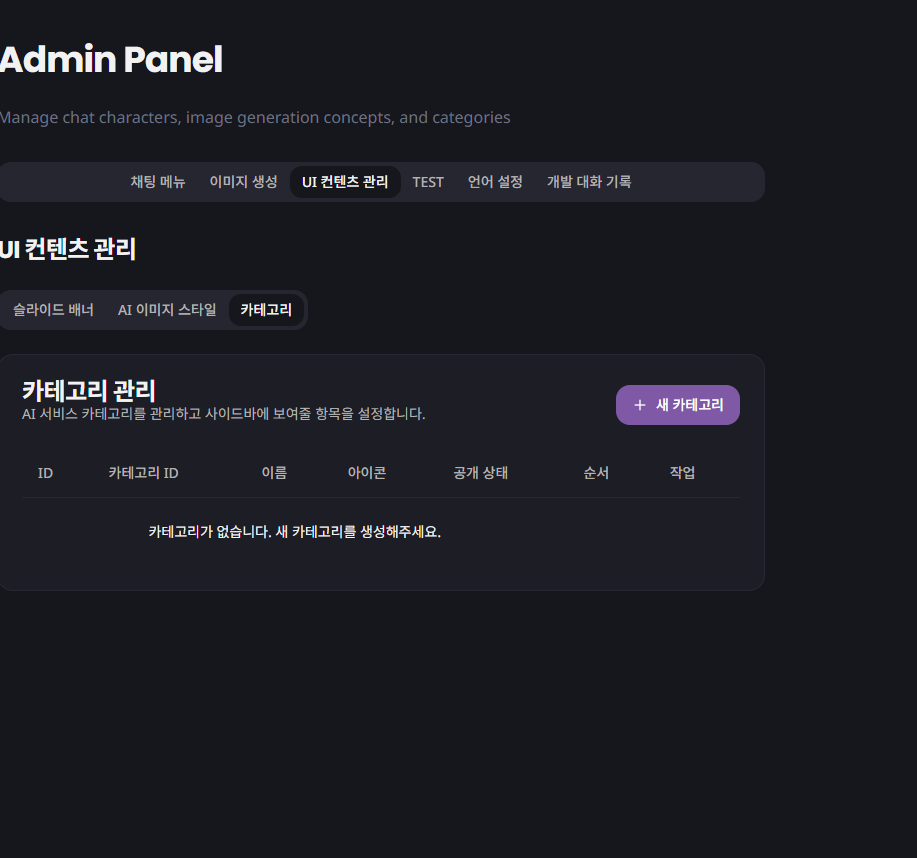 Admin Panel
Manage chat characters, image generation concepts, and categories
채팅 메뉴 이미지 생성 UI 컨텐츠 관리 TEST 언어 설정 개발 대화 기록
UI 컨텐츠 관리
슬라이드 배너 AI 이미지 스타일 카테고리
카테고리 관리
AI 서비스 카테고리를 관리하고 사이드바에 보여줄 항목을 설정합니다.
+ 새 카테고리
ID 카테고리 ID 이름 아이콘 공개 상태 순서 작업
카테고리가 없습니다. 새 카테고리를 생성해주세요.